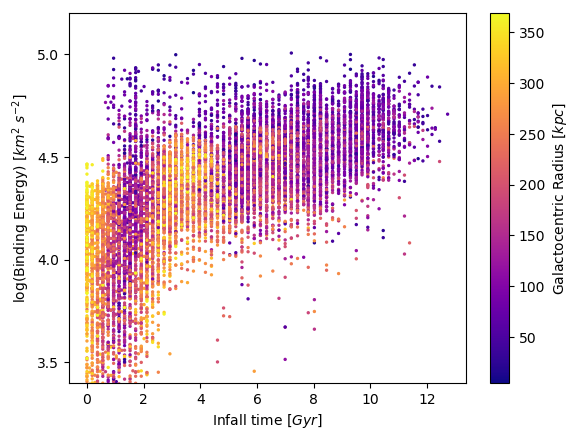 5.0
4.5
4.0
3.5
log(Binding Energy) [km² s⁻²]
0 2 4 6 8 10 12
Infall time [Gyr]
350
300
250
200
150
100
50
Galactocentric Radius [kpc]